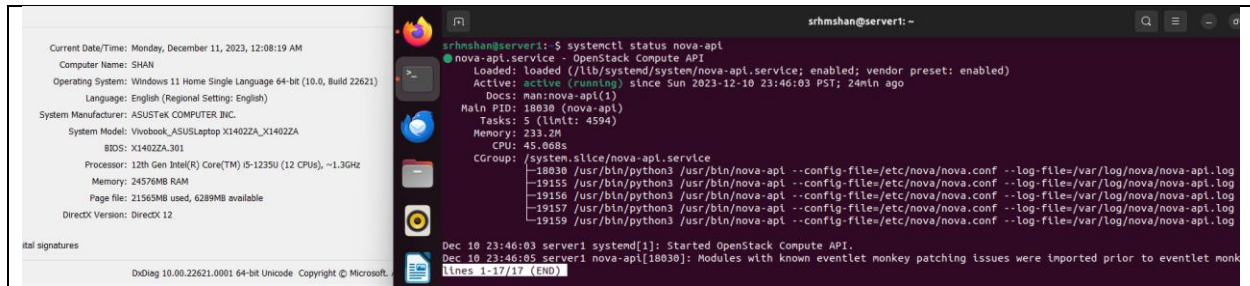 Current Date/Time: Monday, December 11, 2023, 12:08:19 AM
Computer Name: SHAN
Operating System: Windows 11 Home Single Language 64-bit (10.0, Build 22621)
Language: English (Regional Setting: English)
System Manufacturer: ASUSTeK COMPUTER INC.
System Model: Vivobook_ASUSLaptop X1402ZA_X1402ZA
BIOS: X1402ZA.301
Processor: 12th Gen Intel(R) Core(TM) i5-1235U (12 CPUs), ~1.3GHz
Memory: 24576MB RAM
Page file: 21565MB used, 6289MB available
DirectX Version: DirectX 12
ital signatures
DxDiag 10.00.22621.0001 64-bit Unicode Copyright © Microsoft.
srhmshan@server1: ~
srhmshan@server1:~$ systemctl status nova-api
nova-api.service - OpenStack Compute API
Loaded: loaded (/lib/systemd/system/nova-api.service; enabled; vendor preset: enabled)
Active: active (running) since Sun 2023-12-10 23:46:03 PST; 24min ago
Docs: man:nova-api(1)
Main PID: 18030 (nova-api)
Tasks: 5 (limit: 4594)
Memory: 233.2M
CPU: 45.068s
CGroup: /system.slice/nova-api.service
├─18030 /usr/bin/python3 /usr/bin/nova-api --config-file=/etc/nova/nova.conf --log-file=/var/log/nova/nova-api.log
├─19155 /usr/bin/python3 /usr/bin/nova-api --config-file=/etc/nova/nova.conf --log-file=/var/log/nova/nova-api.log
├─19156 /usr/bin/python3 /usr/bin/nova-api --config-file=/etc/nova/nova.conf --log-file=/var/log/nova/nova-api.log
├─19157 /usr/bin/python3 /usr/bin/nova-api --config-file=/etc/nova/nova.conf --log-file=/var/log/nova/nova-api.log
└─19159 /usr/bin/python3 /usr/bin/nova-api --config-file=/etc/nova/nova.conf --log-file=/var/log/nova/nova-api.log
Dec 10 23:46:03 server1 systemd[1]: Started OpenStack Compute API.
Dec 10 23:46:05 server1 nova-api[18030]: Modules with known eventlet monkey patching issues were imported prior to eventlet monk
lines 1-17/17 (END)